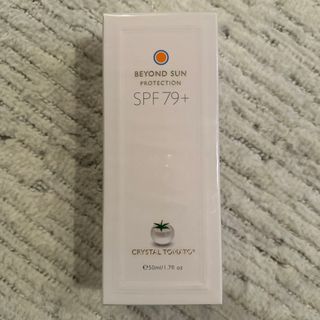 BEYOND SUN
PROTECTION
SPF 79+
CRYSTAL TOMATO®
℮50ml/1.7fl oz